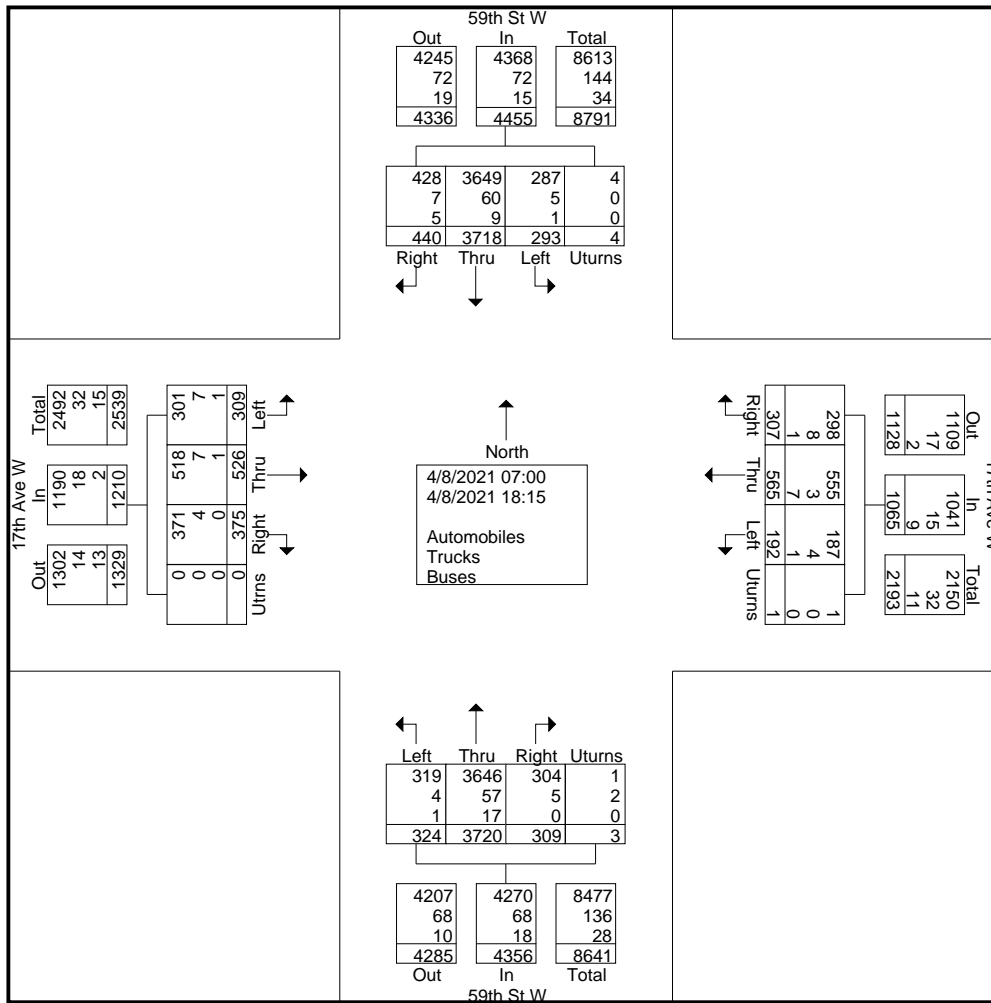 59th St W
Out In Total
4245 4368 8613
72 72 144
19 15 34
4336 4455 8791
428 3649 287 4
7 60 5 0
5 9 1 0
440 3718 293 4
Right Thru Left Uturns
17th Ave W
Total In Out
2492 1190 1302
32 18 14
15 2 13
2539 1210 1329
301 518 371 0
7 7 4 0
1 1 0 0
309 526 375 0
Left Thru Right Utrns
North
4/8/2021 07:00
4/8/2021 18:15
Automobiles
Trucks
Buses
Right Thru Left Uturns
298 555 187 1
8 3 4 0
1 7 1 0
307 565 192 1
17th Ave W
Out In Total
1109 1041 2150
17 15 32
2 9 11
1128 1065 2193
Left Thru Right Uturns
319 3646 304 1
4 57 5 2
1 17 0 0
324 3720 309 3
4207 4270 8477
68 68 136
10 18 28
4285 4356 8641
Out In Total
59th St W